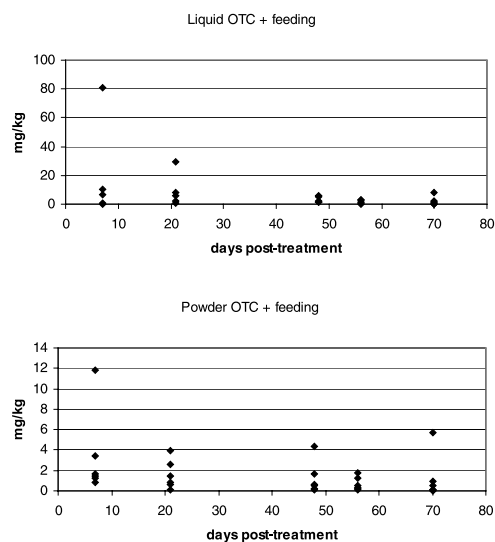 Liquid OTC + feeding
100
80
60
40
20
0
mg/kg
0 10 20 30 40 50 60 70 80
days post-treatment
Powder OTC + feeding
14
12
10
8
6
4
2
0
mg/kg
0 10 20 30 40 50 60 70 80
days post-treatment